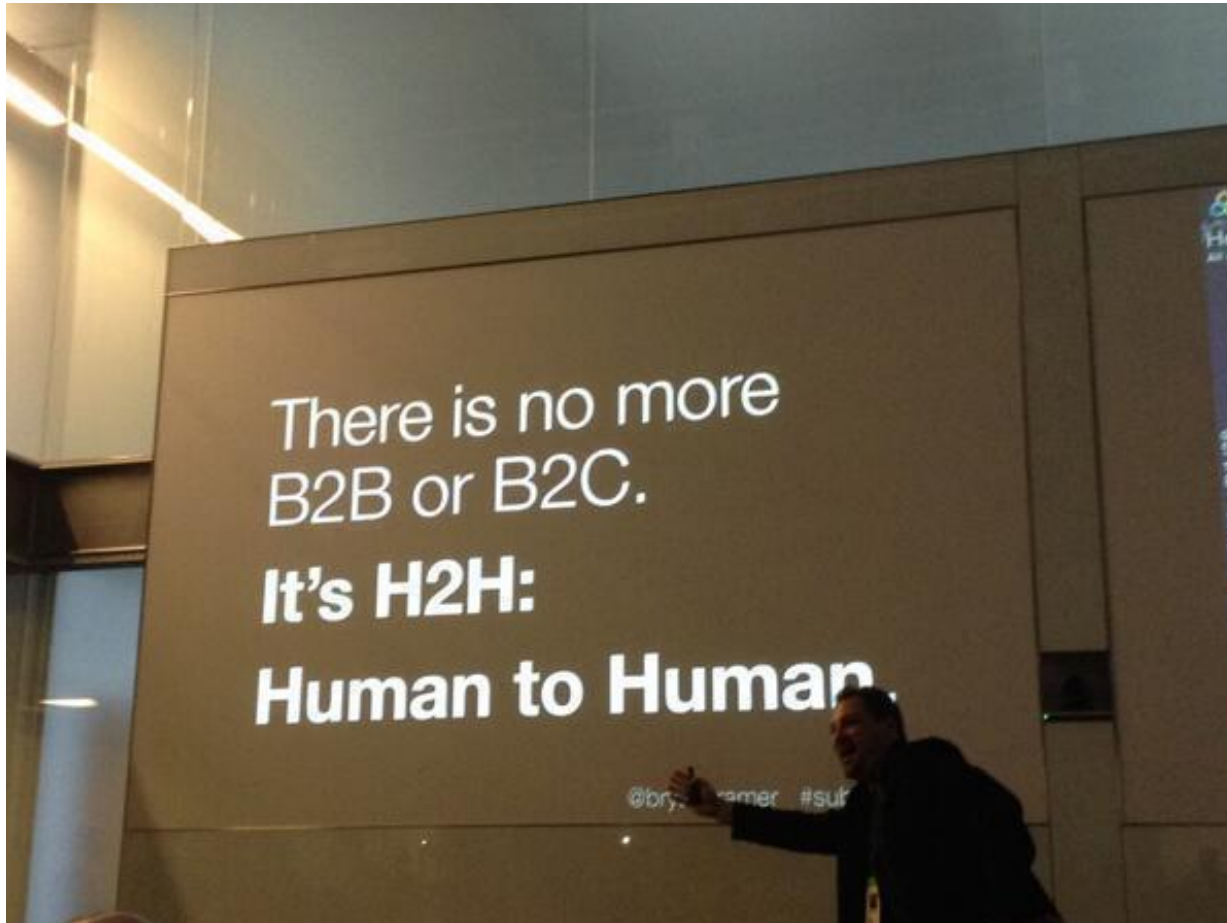 There is no more
B2B or B2C.
It's H2H:
Human to Human.